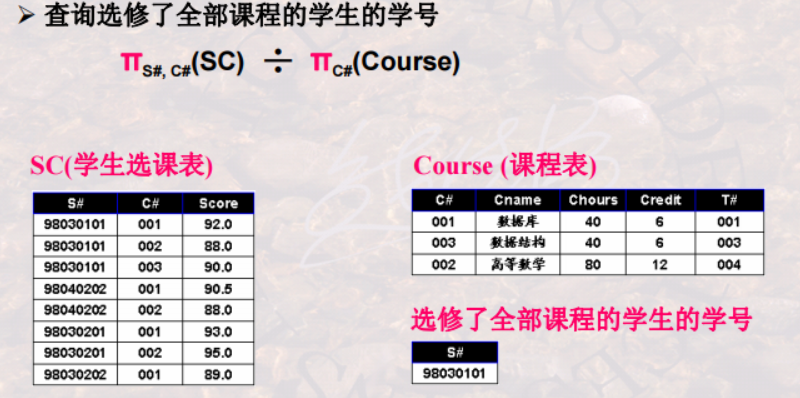 ➢ 查询选修了全部课程的学生的学号
π S#, C#(SC) ÷ π C#(Course)
SC(学生选课表)
S# C# Score
98030101 001 92.0
98030101 002 88.0
98030101 003 90.0
98040202 001 90.5
98040202 002 88.0
98030201 001 93.0
98030201 002 95.0
98030202 001 89.0
Course (课程表)
C# Cname Chours Credit T#
001 数据库 40 6 001
003 数据结构 40 6 003
002 高等数学 80 12 004
选修了全部课程的学生的学号
S#
98030101